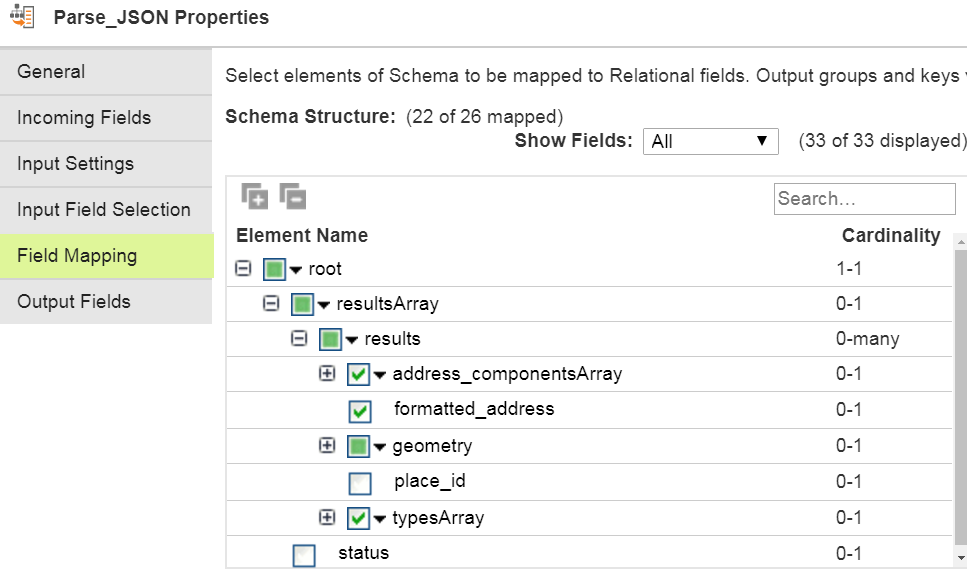 Parse_JSON Properties
General
Incoming Fields
Input Settings
Input Field Selection
Field Mapping
Output Fields
Select elements of Schema to be mapped to Relational fields. Output groups and keys
Schema Structure: (22 of 26 mapped)
Show Fields: All (33 of 33 displayed)
Search...
Element Name Cardinality
root 1-1
resultsArray 0-1
results 0-many
address_componentsArray 0-1
formatted_address 0-1
geometry 0-1
place_id 0-1
typesArray 0-1
status 0-1